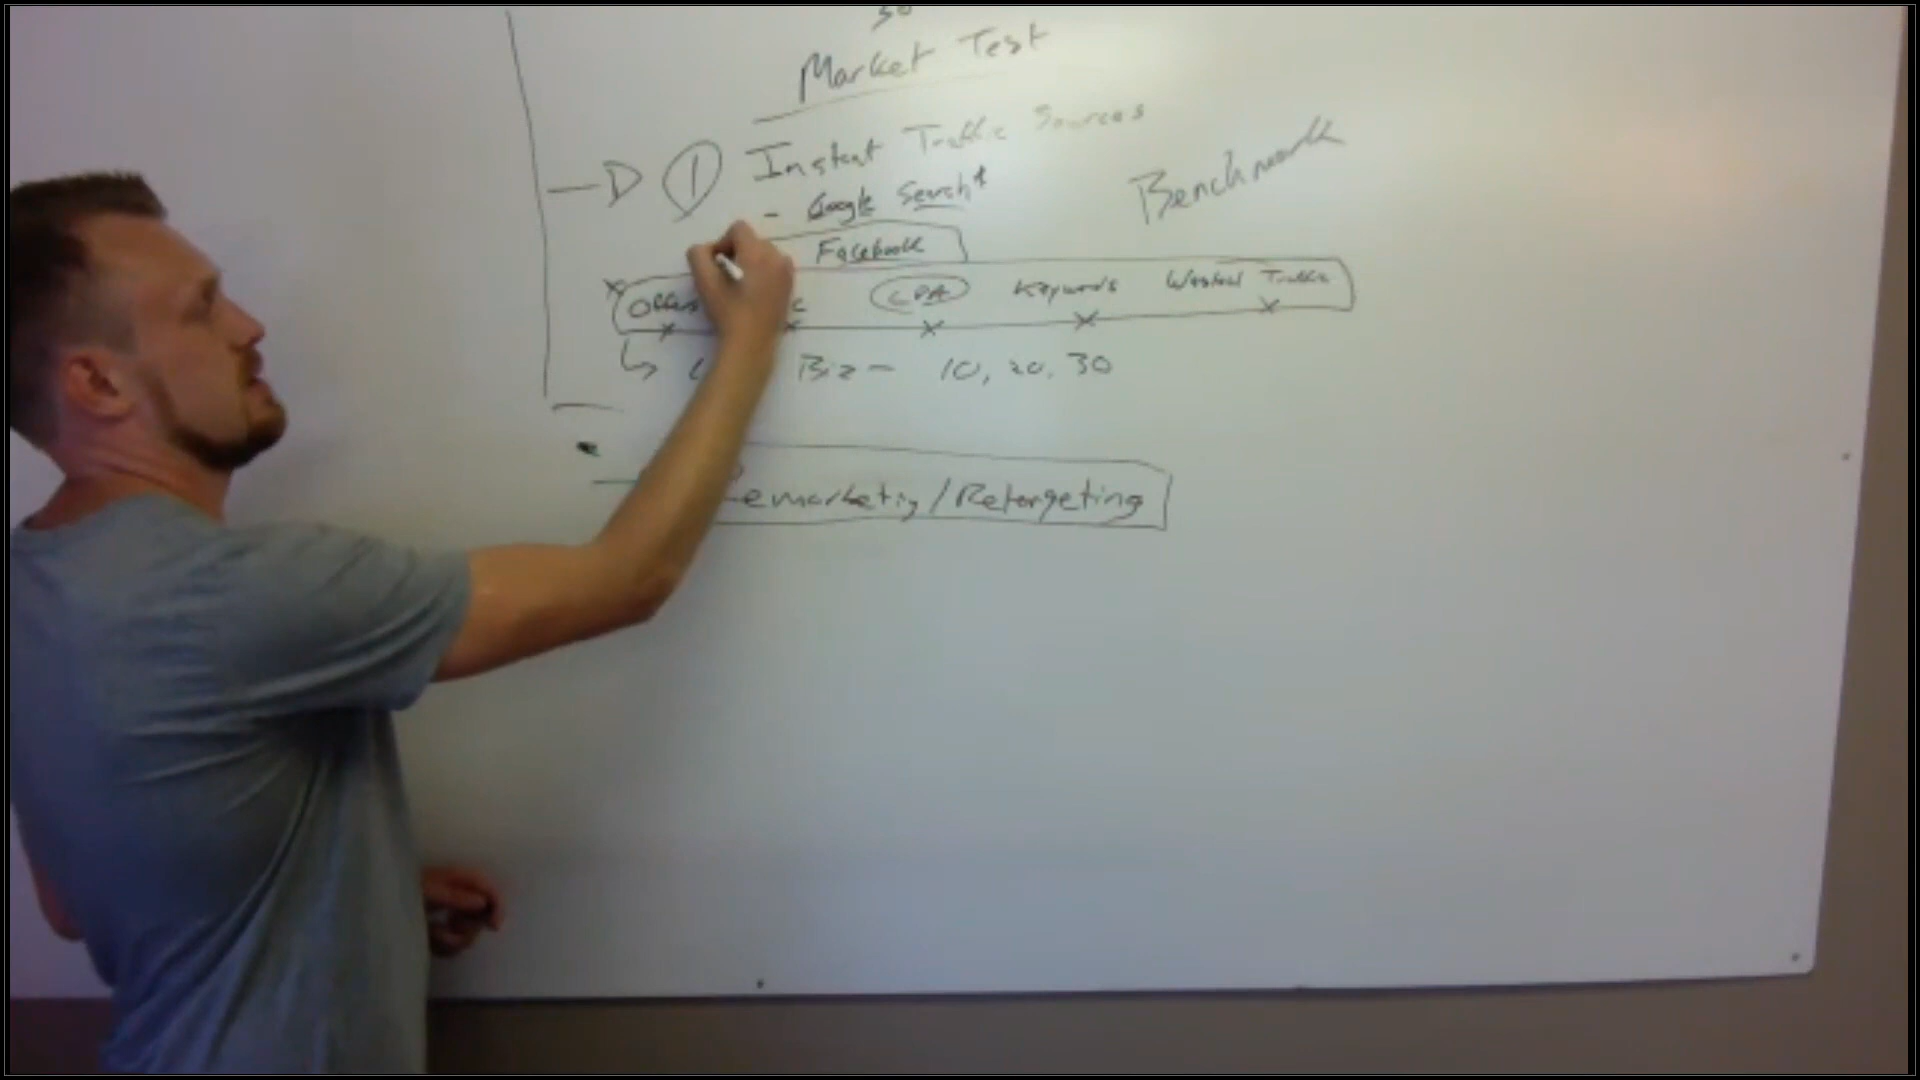 30
Market Test
① Instant Traffic Sources
- Google Search*
Benchmark
Facebook
CPA Keywords Wasted Traffic
Biz - 10, 20, 30
Remarketing/Retargeting